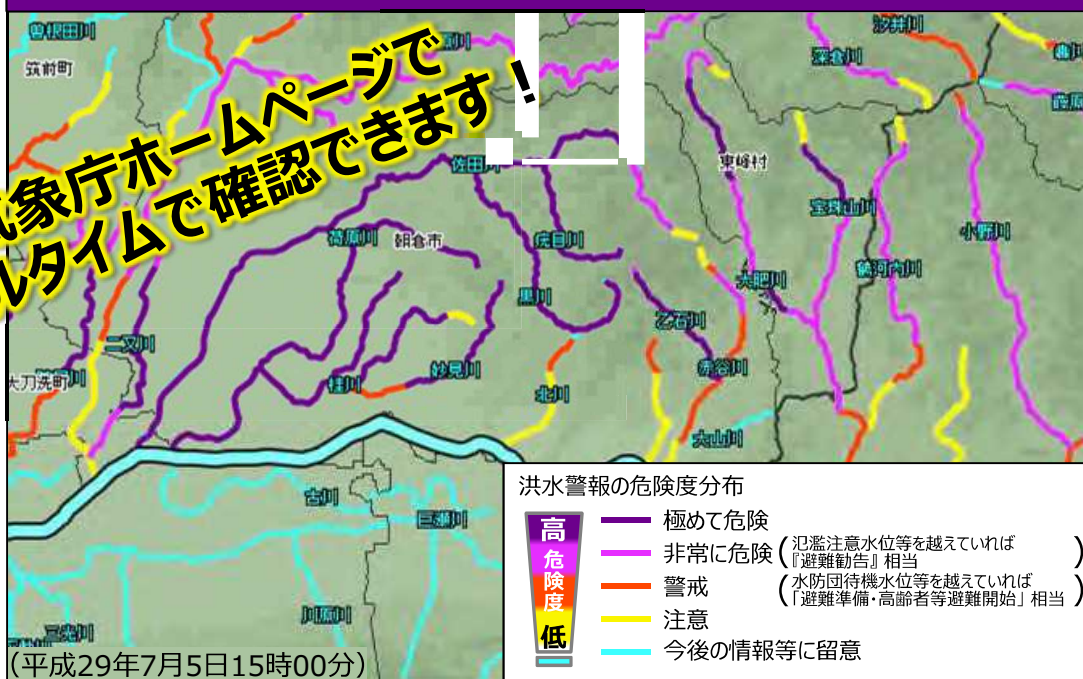 曽根田川
筑前町
象庁ホームページで
ルタイムで確認できます！
汐井川
深倉川
佐田川
東峰村
宝珠山川
小野川
荷原川
朝倉市
疣目川
大肥川
鶴河内川
黒川
乙石川
二又川
大刀洗町
桂川
妙見川
赤谷川
北川
大山川
古川
巨瀬川
川原川
(平成29年7月5日15時00分)
洪水警報の危険度分布
高
危険度
低
極めて危険
非常に危険(氾濫注意水位等を越えていれば
『避難勧告』相当)
警戒(水防団待機水位等を越えていれば
「避難準備・高齢者等避難開始」相当)
注意
今後の情報等に留意